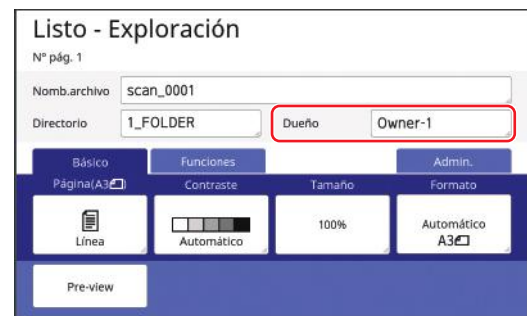 Listo - Exploración
Nº pág. 1
Nomb.archivo scan_0001
Directorio 1_FOLDER Dueño Owner-1
Básico Funciones Admin.
Página(A3) Contraste Tamaño Formato
Línea Automático 100% Automático
A3
Pre-view